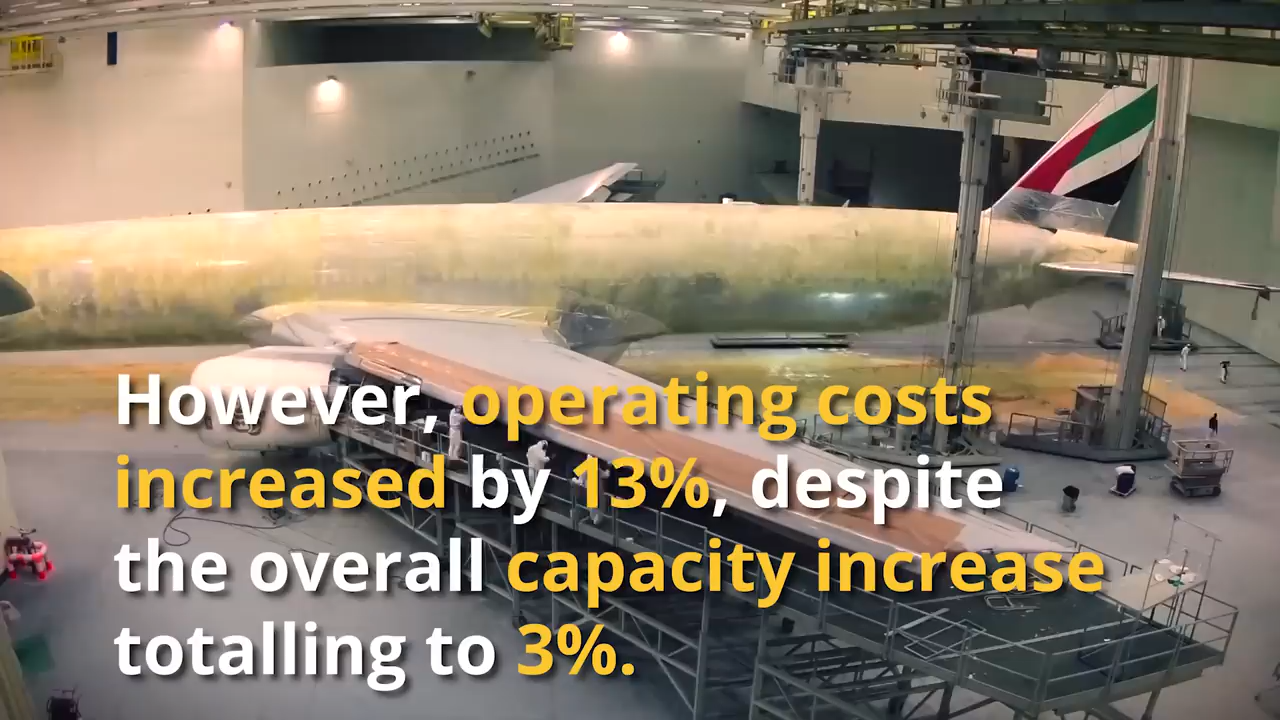 However, operating costs
increased by 13%, despite
the overall capacity increase
totalling to 3%.